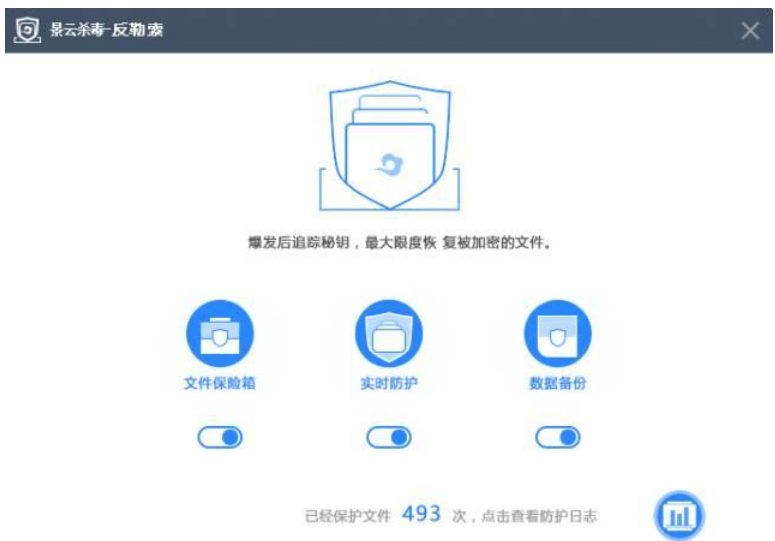 景云杀毒-反勒索
爆发后追踪秘钥，最大限度恢 复被加密的文件。
文件保险箱 实时防护 数据备份
已经保护文件 493 次，点击查看防护日志